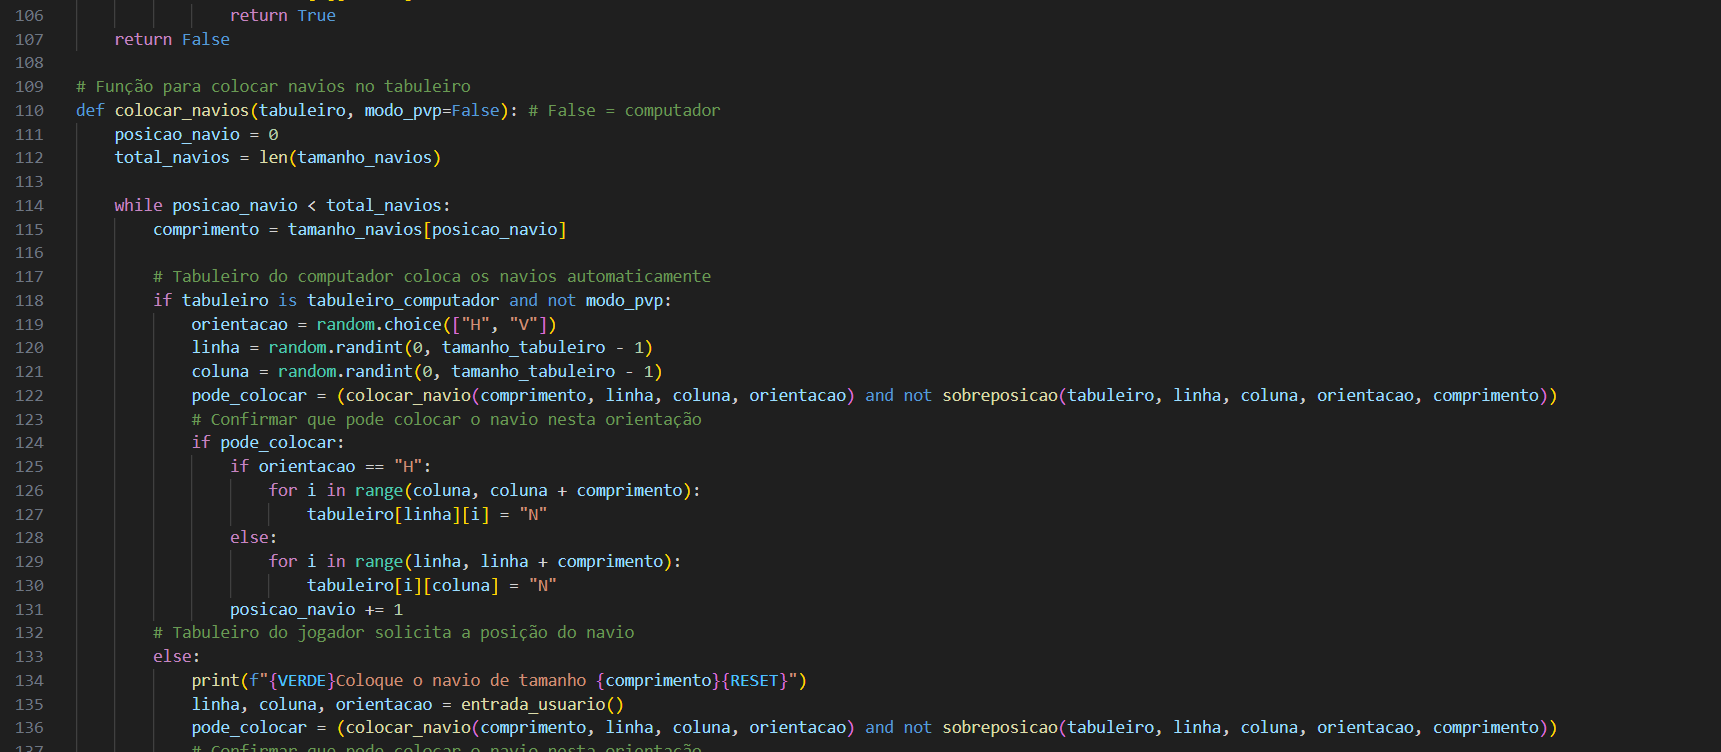 106 return True
107 return False
108
109 # Função para colocar navios no tabuleiro
110 def colocar_navios(tabuleiro, modo_pvp=False): # False = computador
111 posicao_navio = 0
112 total_navios = len(tamanho_navios)
113
114 while posicao_navio < total_navios:
115 comprimento = tamanho_navios[posicao_navio]
116
117 # Tabuleiro do computador coloca os navios automaticamente
118 if tabuleiro is tabuleiro_computador and not modo_pvp:
119 orientacao = random.choice(["H", "V"])
120 linha = random.randint(0, tamanho_tabuleiro - 1)
121 coluna = random.randint(0, tamanho_tabuleiro - 1)
122 pode_colocar = (colocar_navio(comprimento, linha, coluna, orientacao) and not sobreposicao(tabuleiro, linha, coluna, orientacao, comprimento))
123 # Confirmar que pode colocar o navio nesta orientação
124 if pode_colocar:
125 if orientacao == "H":
126 for i in range(coluna, coluna + comprimento):
127 tabuleiro[linha][i] = "N"
128 else:
129 for i in range(linha, linha + comprimento):
130 tabuleiro[i][coluna] = "N"
131 posicao_navio += 1
132 # Tabuleiro do jogador solicita a posição do navio
133 else:
134 print(f"{VERDE}Coloque o navio de tamanho {comprimento}{RESET}")
135 linha, coluna, orientacao = entrada_usuario()
136 pode_colocar = (colocar_navio(comprimento, linha, coluna, orientacao) and not sobreposicao(tabuleiro, linha, coluna, orientacao, comprimento))
137 # Confirmar que pode colocar o navio nesta orientação